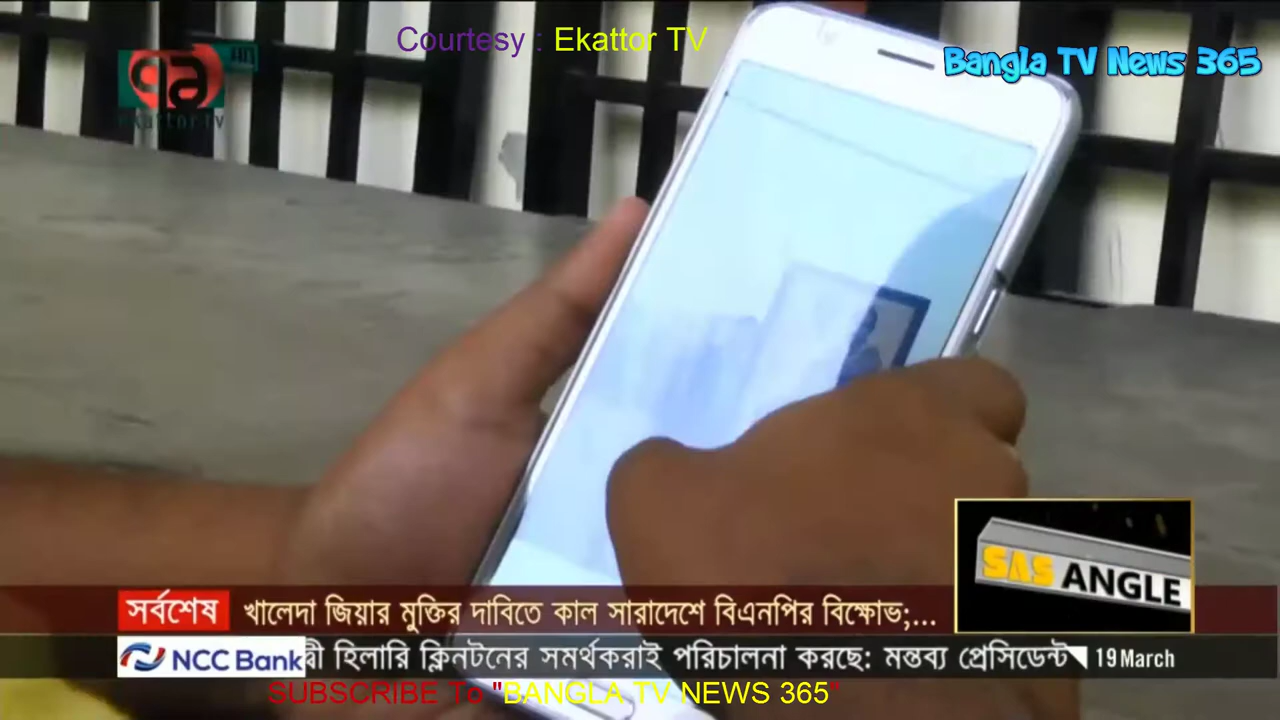 Courtesy : Ekattor TV
Bangla TV News 365
HD
ekattor tv
SAS ANGLE
সর্বশেষ খালেদা জিয়ার মুক্তির দাবিতে কাল সারাদেশে বিএনপির বিক্ষোভ;...
NCC Bank হিলারি ক্লিনটনের সমর্থকরাই পরিচালনা করছে: মন্তব্য প্রেসিডেন্ট 19 March
SUBSCRIBE To "BANGLA TV NEWS 365"